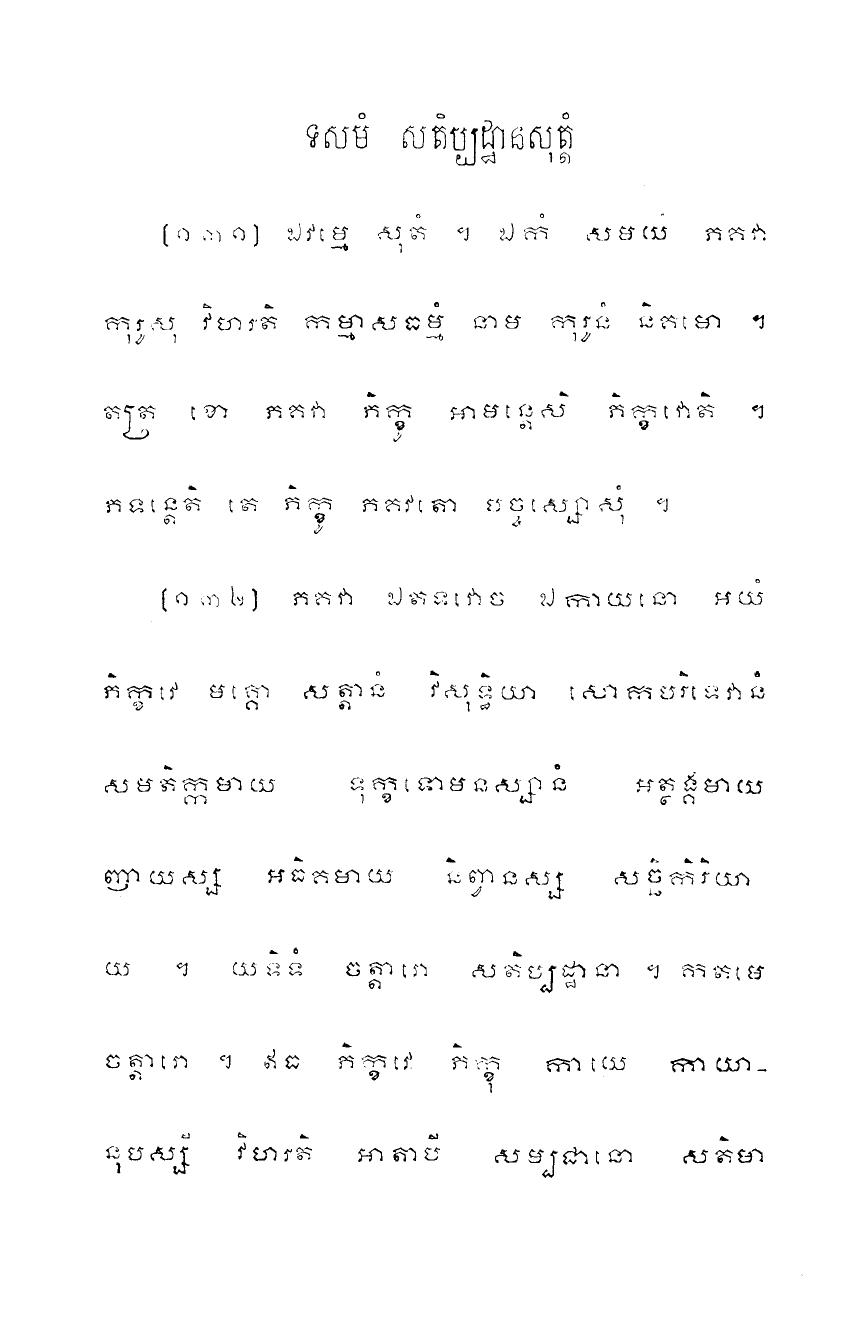 ទសមំ សតិប្បដ្ឋានសុត្តំ
[១៣១] ឯវម្មេ សុតំ ។ ឯកំ សមយំ ភគវា
កុរូសុ វិហរតិ កម្មាសធម្មំ នាម កុរូនំ និគមោ ។
តត្រ ខោ ភគវា ភិក្ខូ អាមន្តេសិ ភិក្ខវោតិ ។
ភទន្តេតិ តេ ភិក្ខូ ភគវតោ បច្ចស្សោសុំ ។
[១៣២] ភគវា ឯតទវោច ឯកាយនោ អយំ
ភិក្ខវេ មគ្គោ សត្តានំ វិសុទ្ធិយា សោកបរិទេវានំ
សមតិក្កមាយ ទុក្ខទោមនស្សានំ អត្ថង្គមាយ
ញាយស្ស អធិគមាយ និព្វានស្ស សច្ឆិកិរិយា
យ ។ យទិទំ ចត្តារោ សតិប្បដ្ឋានា ។ កតមេ
ចត្តារោ ។ ឥធ ភិក្ខវេ ភិក្ខុ កាយេ កាយា-
នុបស្សី វិហរតិ អាតាបី សម្បជានោ សតិមា